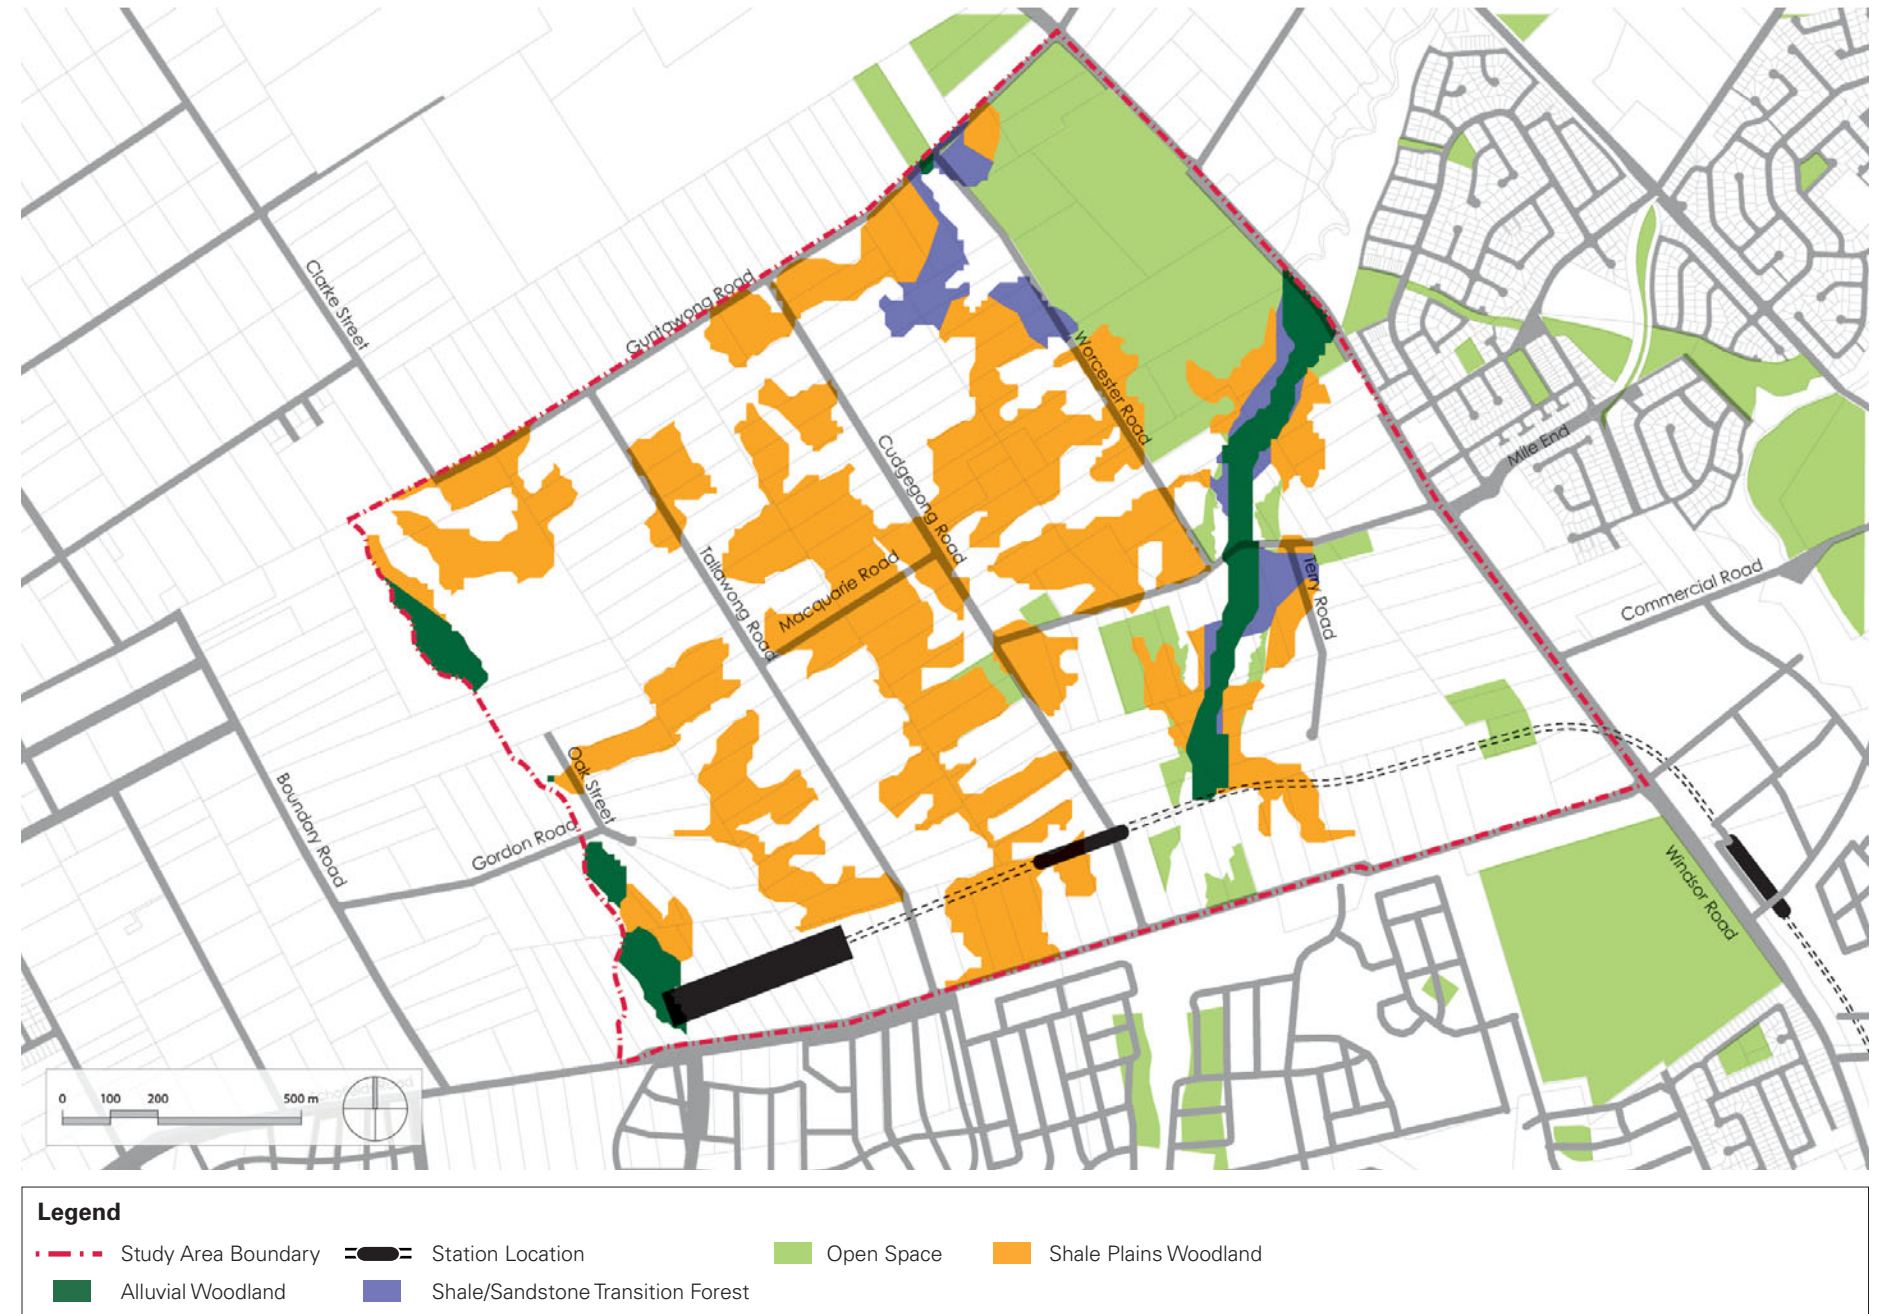 Clarke Street
Guntawong Road
Worcester Road
Cudgegong Road
Mile End
Tallawong Road
Macquarie Road
Terry Road
Commercial Road
Oak Street
Boundary Road
Gordon Road
Windsor Road
0 100 200 500 m
Legend
Study Area Boundary
Station Location
Open Space
Shale Plains Woodland
Alluvial Woodland
Shale/Sandstone Transition Forest